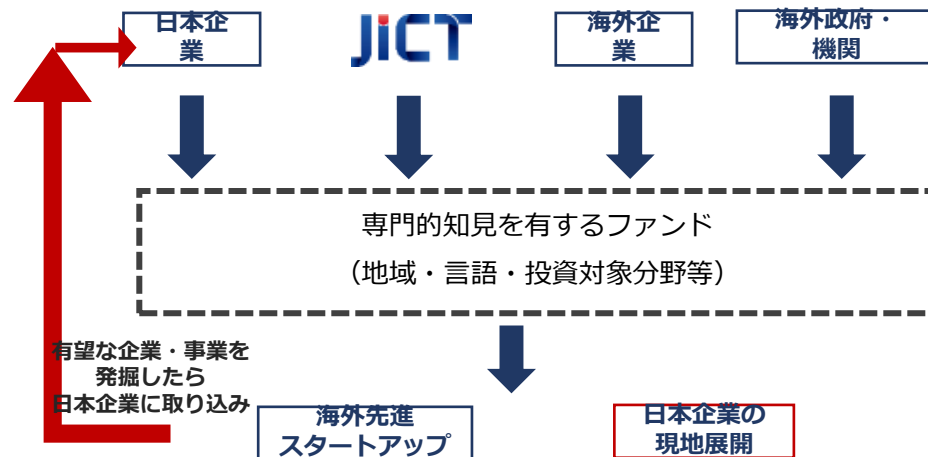 日本企
業
JiCT
海外企
業
海外政府・
機関
専門的知見を有するファンド
（地域・言語・投資対象分野等）
有望な企業・事業を
発掘したら
日本企業に取り込み
海外先進
スタートアップ
日本企業の
現地展開